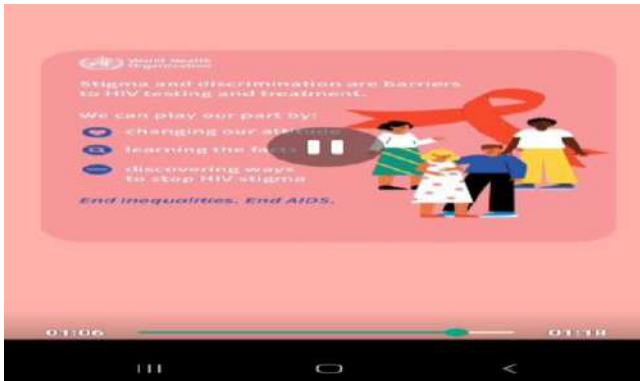 World Health
Organization
Stigma and discrimination are barriers
to HIV testing and treatment.
We can play our part by:
changing our attitude
learning the facts
discovering ways
to stop HIV stigma
End inequalities. End AIDS.
01:06
01:18